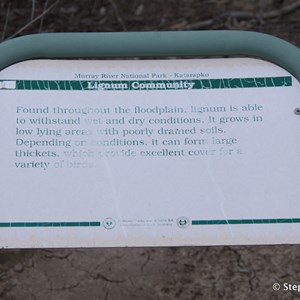 Murray River National Park - Katarapko
Lignum Community
Found throughout the floodplain, lignum is able
to withstand wet and dry conditions. It grows in
low lying areas with poorly drained soils.
Depending on conditions, it can form large
thickets, which provide excellent cover for a
variety of birds.
© Step